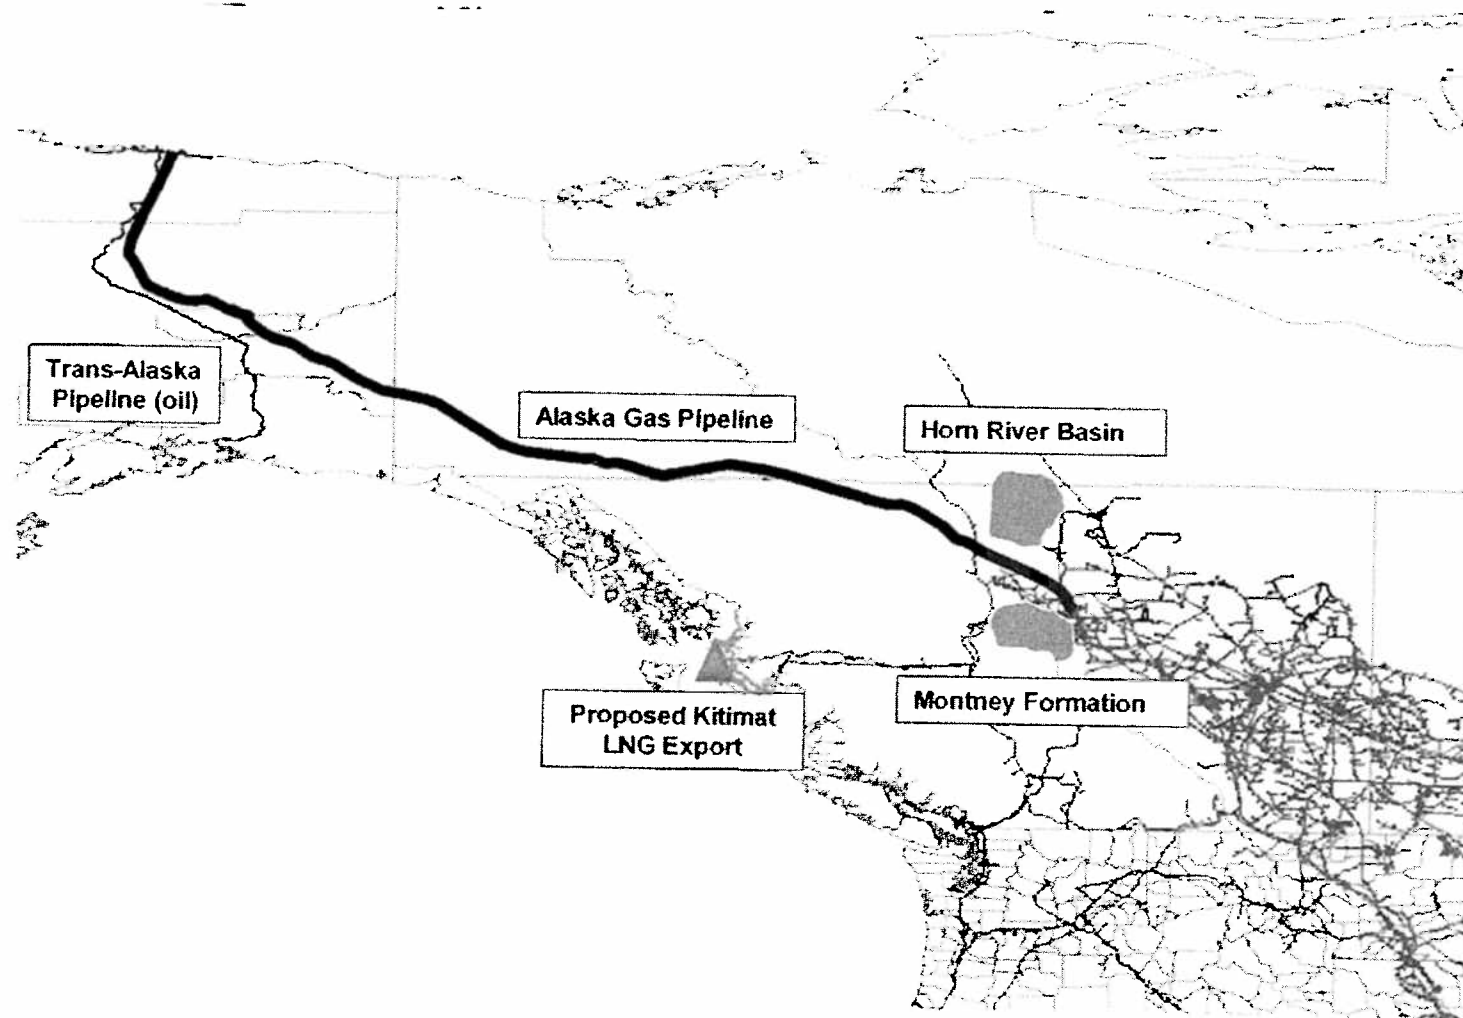 Trans-Alaska
Pipeline (oil)
Alaska Gas Pipeline
Horn River Basin
Proposed Kitimat
LNG Export
Montney Formation